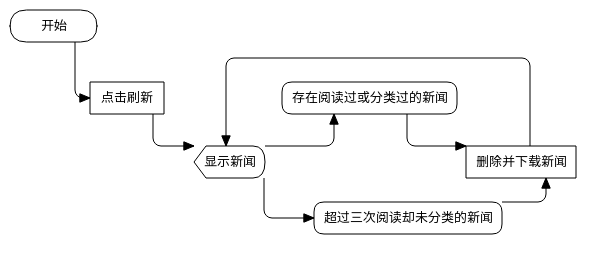 开始
点击刷新
存在阅读过或分类过的新闻
显示新闻
删除并下载新闻
超过三次阅读却未分类的新闻